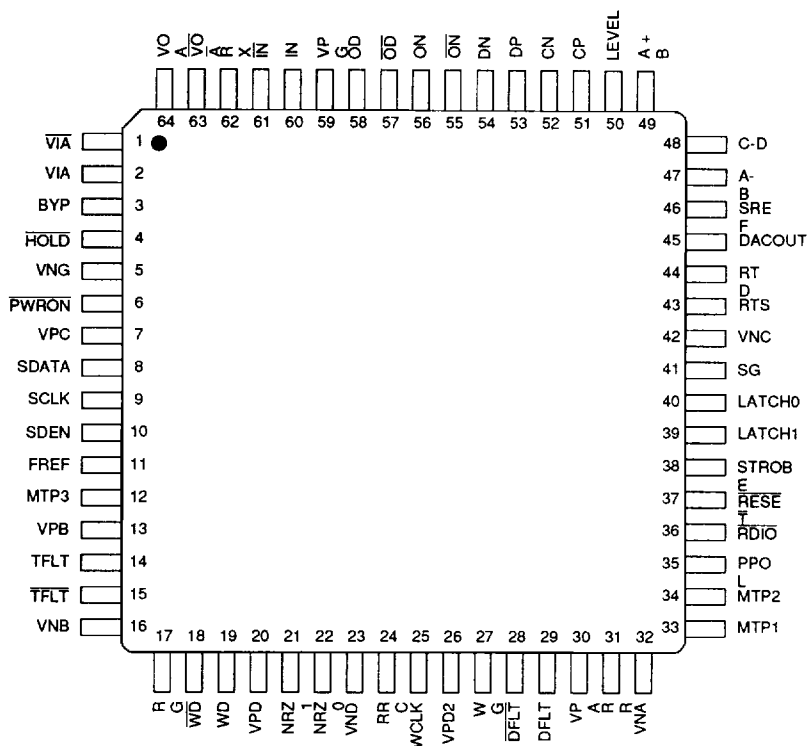 VO
A
VO
A
R
X
IN
IN
VP
G
OD
OD
ON
ON
DN
DP
CN
CP
LEVEL
A +
B
64 63 62 61 60 59 58 57 56 55 54 53 52 51 50 49
VIA 1
VIA 2
BYP 3
HOLD 4
VNG 5
PWRON 6
VPC 7
SDATA 8
SCLK 9
SDEN 10
FREF 11
MTP3 12
VPB 13
TFLT 14
TFLT 15
VNB 16
48 C-D
47 A-
B
46 SRE
F
45 DACOUT
44 RT
D
43 RTS
42 VNC
41 SG
40 LATCH0
39 LATCH1
38 STROB
E
37 RESE
T
36 RDIO
35 PPO
L
34 MTP2
33 MTP1
17 18 19 20 21 22 23 24 25 26 27 28 29 30 31 32
R
G
WD
WD
VPD
NRZ
1
NRZ
0
VND
RR
C
WCLK
VPD2
W
G
DFLT
DFLT
VP
A
R
R
VNA